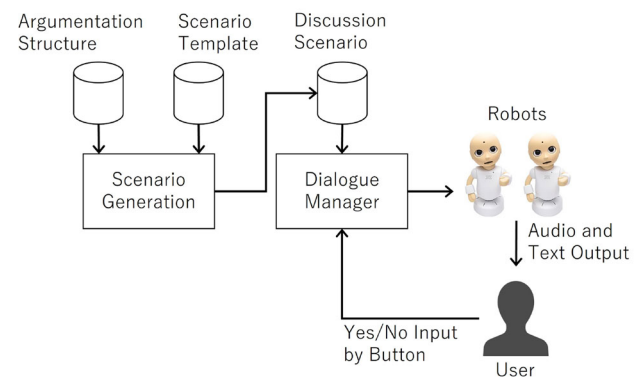 Argumentation
Structure
Scenario
Template
Discussion
Scenario
Robots
Scenario
Generation
Dialogue
Manager
Audio and
Text Output
Yes/No Input
by Button
User